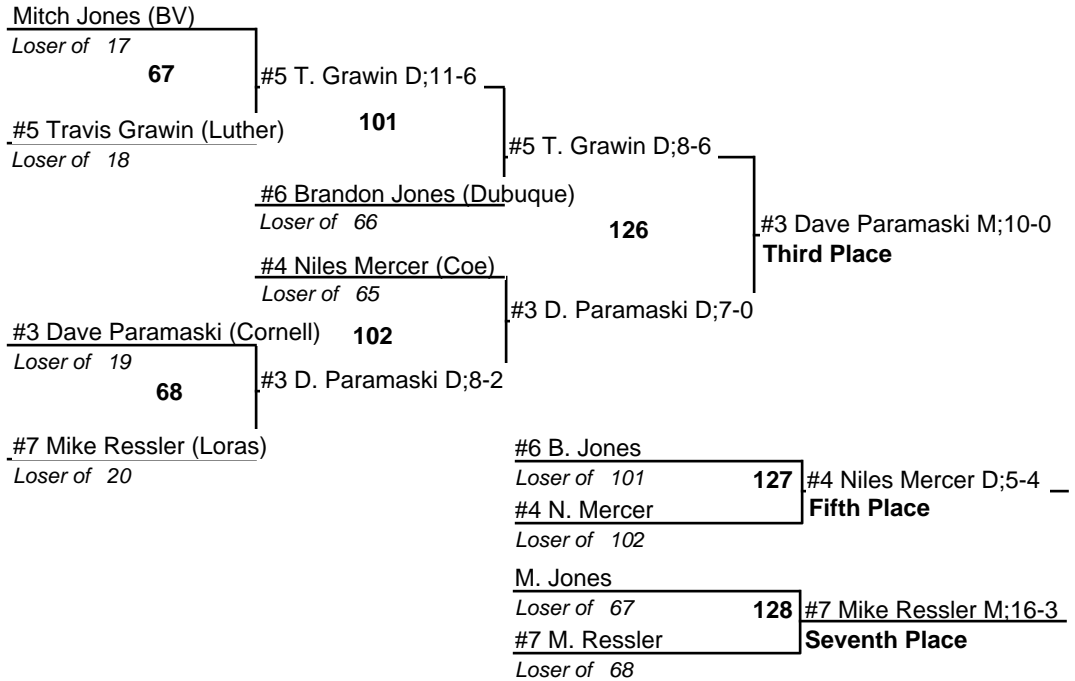 Mitch Jones (BV)
Loser of 17
67
#5 T. Grawin D;11-6
101
#5 Travis Grawin (Luther)
Loser of 18
#5 T. Grawin D;8-6
#6 Brandon Jones (Dubuque)
Loser of 66
126
#3 Dave Paramaski M;10-0
Third Place
#4 Niles Mercer (Coe)
Loser of 65
#3 D. Paramaski D;7-0
#3 Dave Paramaski (Cornell)
102
Loser of 19
68
#3 D. Paramaski D;8-2
#7 Mike Ressler (Loras)
Loser of 20
#6 B. Jones
Loser of 101
127
#4 Niles Mercer D;5-4
#4 N. Mercer
Fifth Place
Loser of 102
M. Jones
Loser of 67
128
#7 Mike Ressler M;16-3
#7 M. Ressler
Seventh Place
Loser of 68